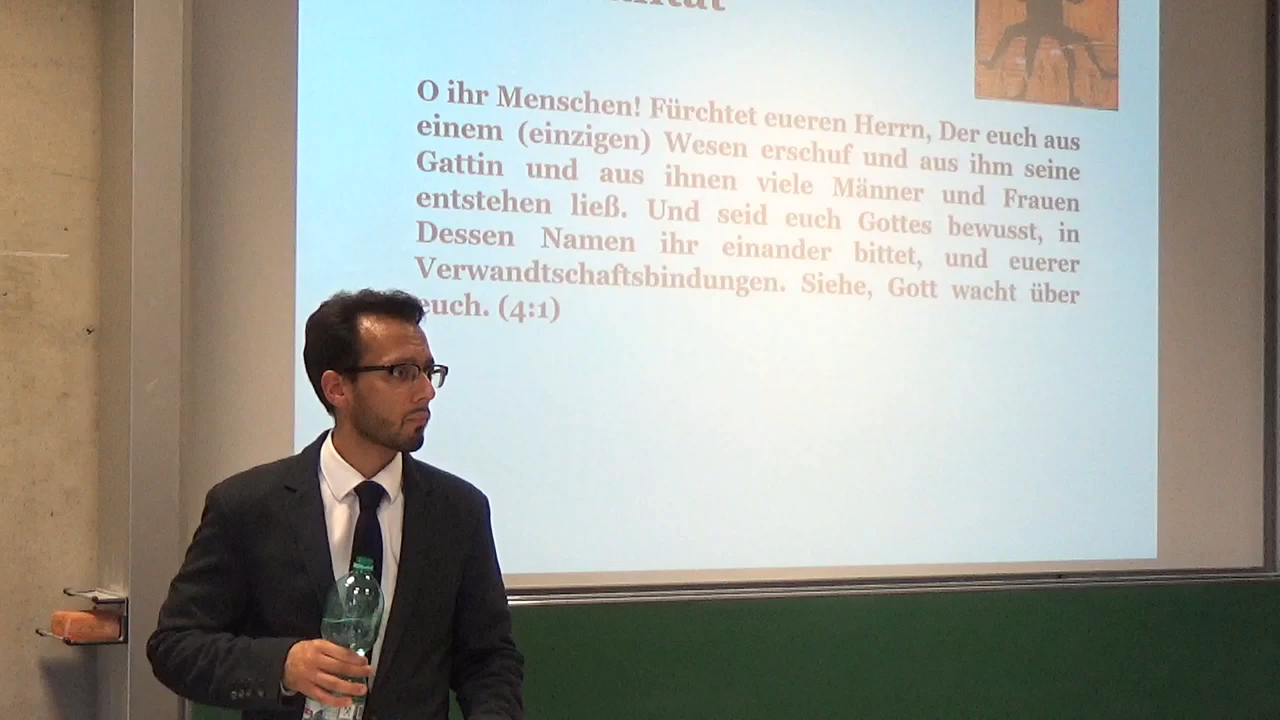 O ihr Menschen! Fürchtet eueren Herrn, Der euch aus
einem (einzigen) Wesen erschuf und aus ihm seine
Gattin und aus ihnen viele Männer und Frauen
entstehen ließ. Und seid euch Gottes bewusst, in
Dessen Namen ihr einander bittet, und euerer
Verwandtschaftsbindungen. Siehe, Gott wacht über
euch. (4:1)